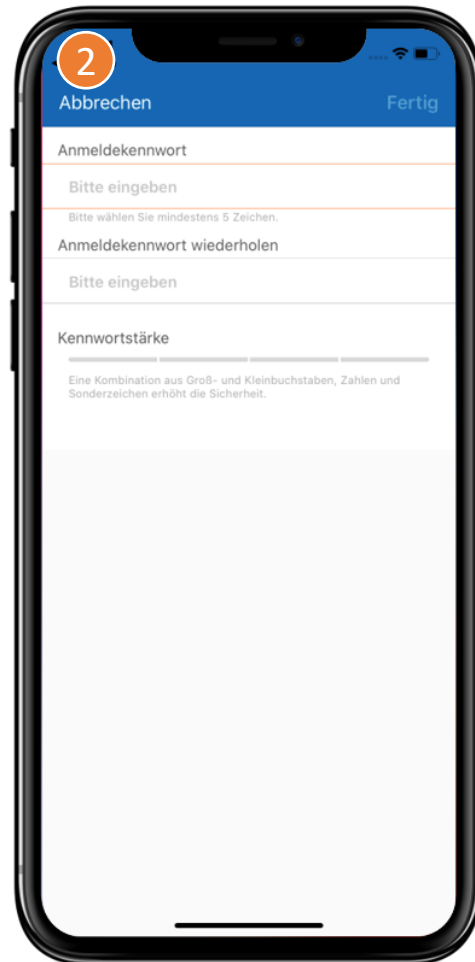 2
Abbrechen Fertig
Anmeldekennwort
Bitte eingeben
Bitte wählen Sie mindestens 5 Zeichen.
Anmeldekennwort wiederholen
Bitte eingeben
Kennwortstärke
Eine Kombination aus Groß- und Kleinbuchstaben, Zahlen und
Sonderzeichen erhöht die Sicherheit.